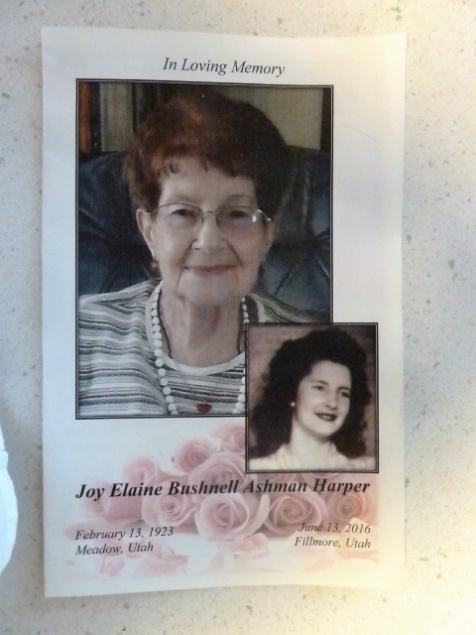 In Loving Memory
Joy Elaine Bushnell Ashman Harper
February 13, 1923
Meadow, Utah
June 13, 2016
Fillmore, Utah